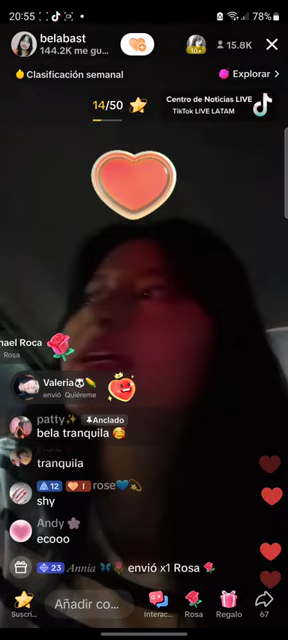 20:55
78%
belabast
144.2K me gu...
10+
15.8K
Clasificación semanal
Explorar >
14/50
Centro de Noticias LIVE
TikTok LIVE LATAM
hael Roca
Rosa
Valeria
envió Quiéreme
patty Anclado
bela tranquila
tranquila
12 I rose
shy
Andy
ecooo
23 Annia envió x1 Rosa
Suscri...
Añadir co...
Interac...
Rosa
Regalo
67